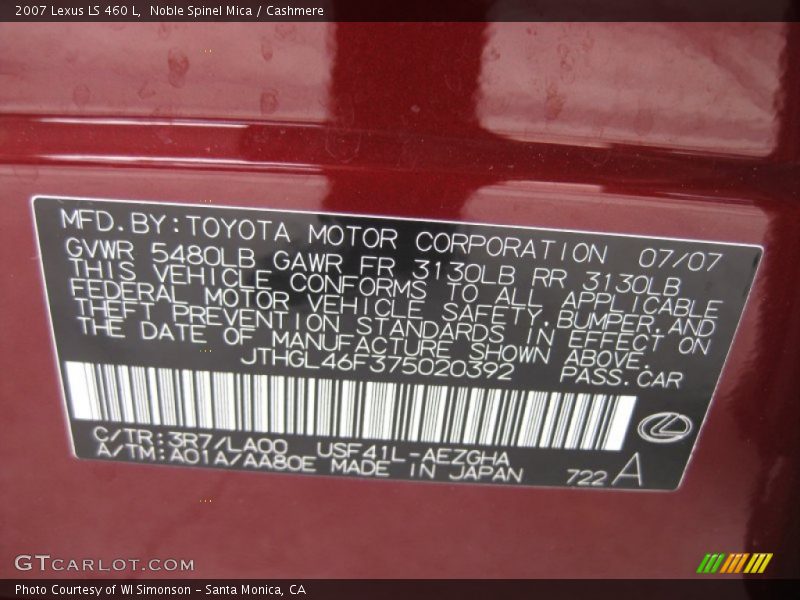 2007 Lexus LS 460 L, Noble Spinel Mica / Cashmere
MFD.BY:TOYOTA MOTOR CORPORATION 07/07
GVWR 5480LB GAWR FR 3130LB RR 3130LB
THIS VEHICLE CONFORMS TO ALL APPLICABLE
FEDERAL MOTOR VEHICLE SAFETY,BUMPER,AND
THEFT PREVENTION STANDARDS IN EFFECT ON
THE DATE OF MANUFACTURE SHOWN ABOVE.
JTHGL46F375020392 PASS.CAR
C/TR:3R7/LA00 USF41L-AEZGHA
A/TM:A01A/AA80E MADE IN JAPAN 722 A
GTCARLOT.COM
Photo Courtesy of WI Simonson - Santa Monica, CA